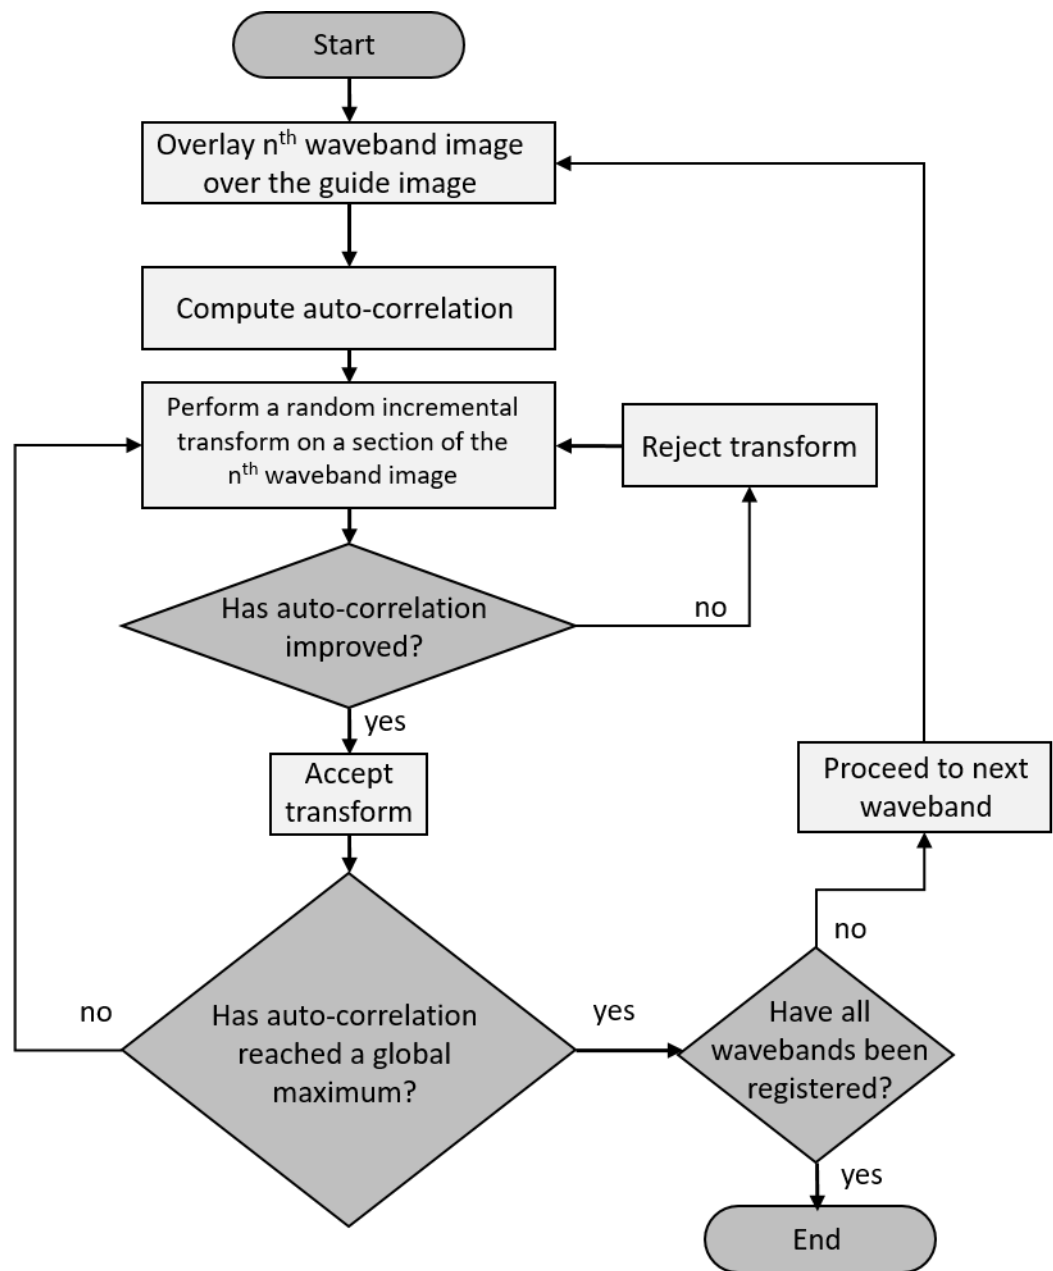 Start
Overlay nth waveband image
over the guide image
Compute auto-correlation
Perform a random incremental
transform on a section of the
nth waveband image
Reject transform
Has auto-correlation
improved?
no
yes
Accept
transform
Proceed to next
waveband
no
Has auto-correlation
reached a global
maximum?
no
yes
Have all
wavebands been
registered?
yes
End